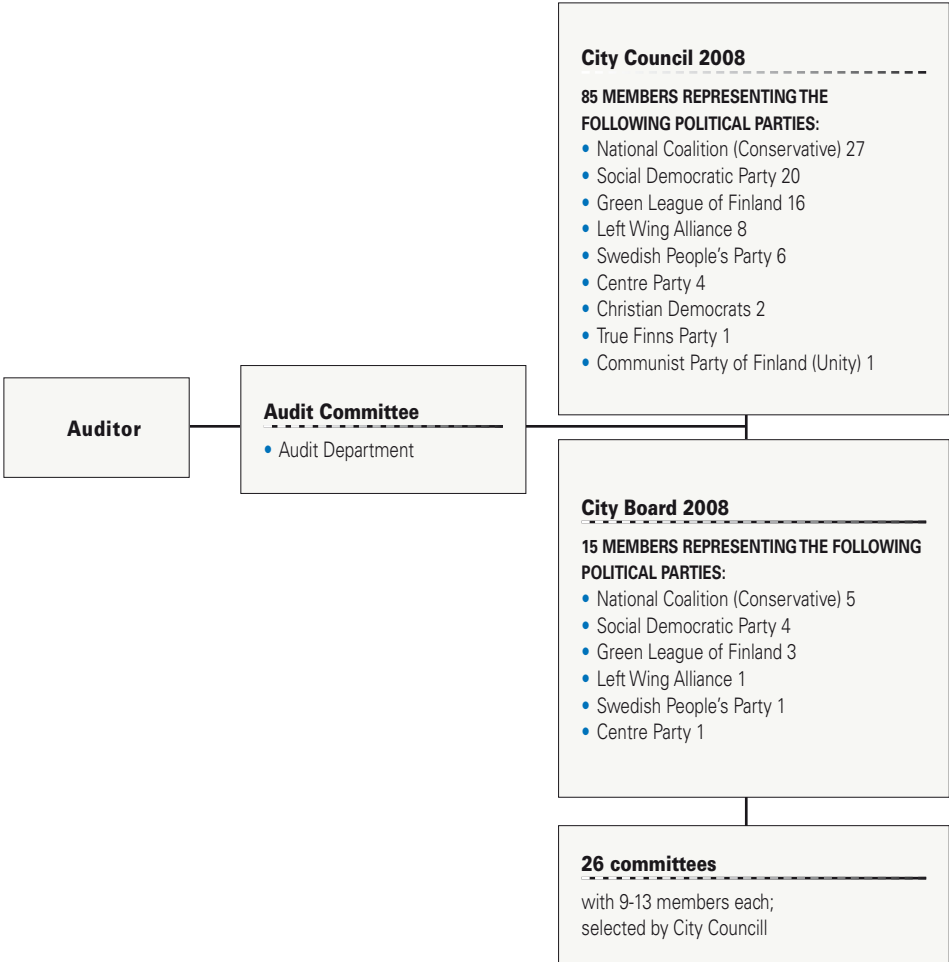 City Council 2008
85 MEMBERS REPRESENTING THE
FOLLOWING POLITICAL PARTIES:
• National Coalition (Conservative) 27
• Social Democratic Party 20
• Green League of Finland 16
• Left Wing Alliance 8
• Swedish People's Party 6
• Centre Party 4
• Christian Democrats 2
• True Finns Party 1
• Communist Party of Finland (Unity) 1
Auditor
Audit Committee
• Audit Department
City Board 2008
15 MEMBERS REPRESENTING THE FOLLOWING
POLITICAL PARTIES:
• National Coalition (Conservative) 5
• Social Democratic Party 4
• Green League of Finland 3
• Left Wing Alliance 1
• Swedish People's Party 1
• Centre Party 1
26 committees
with 9-13 members each;
selected by City Councill